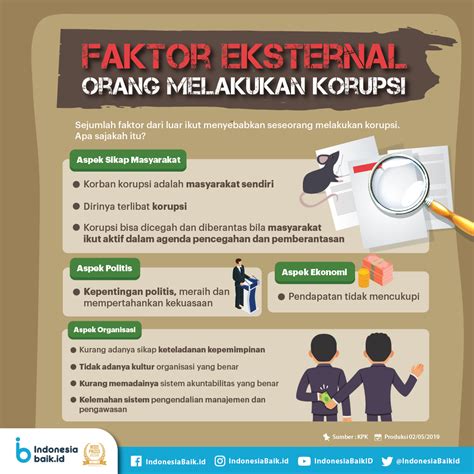 FAKTOR EKSTERNAL
ORANG MELAKUKAN KORUPSI
Sejumlah faktor dari luar ikut menyebabkan seseorang melakukan korupsi.
Apa sajakah itu?
Aspek Sikap Masyarakat
Korban korupsi adalah masyarakat sendiri
Dirinya terlibat korupsi
Korupsi bisa dicegah dan diberantas bila masyarakat
ikut aktif dalam agenda pencegahan dan pemberantasan
Aspek Politis
Kepentingan politis, meraih dan
mempertahankan kekuasaan
Aspek Ekonomi
Pendapatan tidak mencukupi
Aspek Organisasi
Kurang adanya sikap keteladanan kepemimpinan
Tidak adanya kultur organisasi yang benar
Kurang memadainya sistem akuntabilitas yang benar
Kelemahan sistem pengendalian manajemen dan
pengawasan
Sumber : KPK
Produksi 02/05/2019
Indonesia
baik.id
IndonesiaBaik.id
IndonesiaBaikID
IndonesiaBaik.id
@IndonesiaBaikId